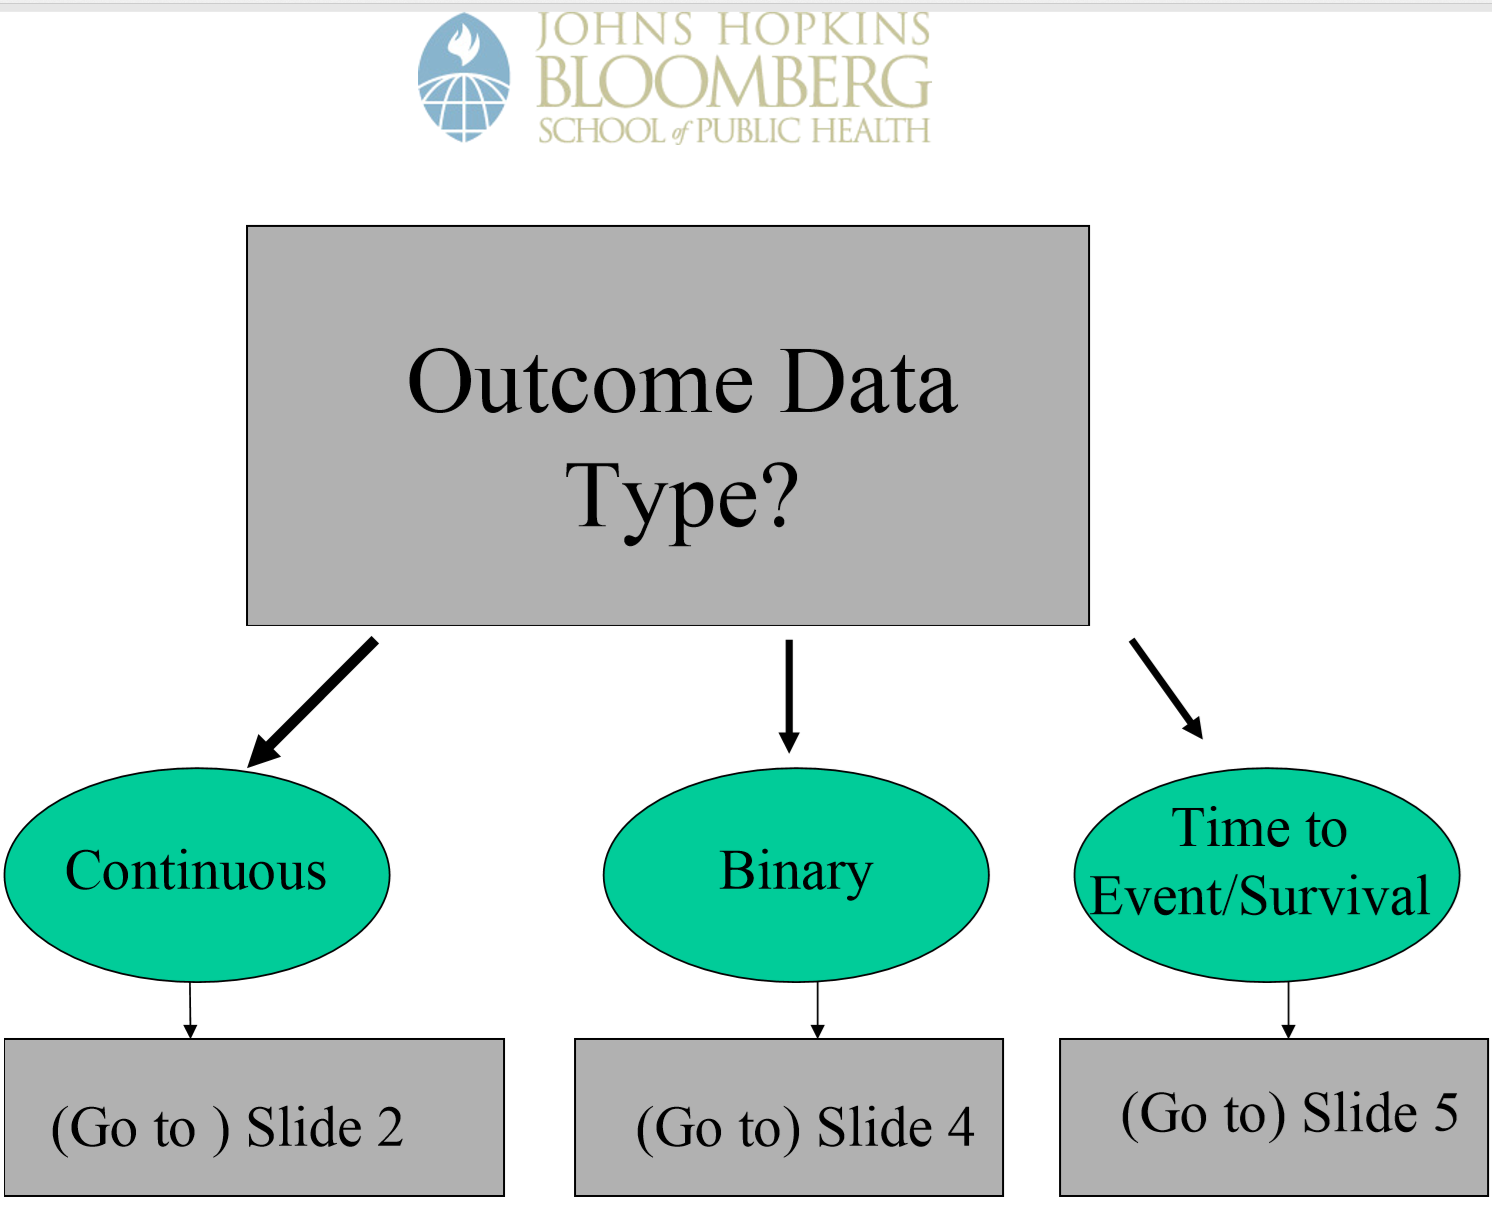 JOHNS HOPKINS
BLOOMBERG
SCHOOL of PUBLIC HEALTH
Outcome Data
Type?
Continuous
Binary
Time to
Event/Survival
(Go to ) Slide 2
(Go to) Slide 4
(Go to) Slide 5